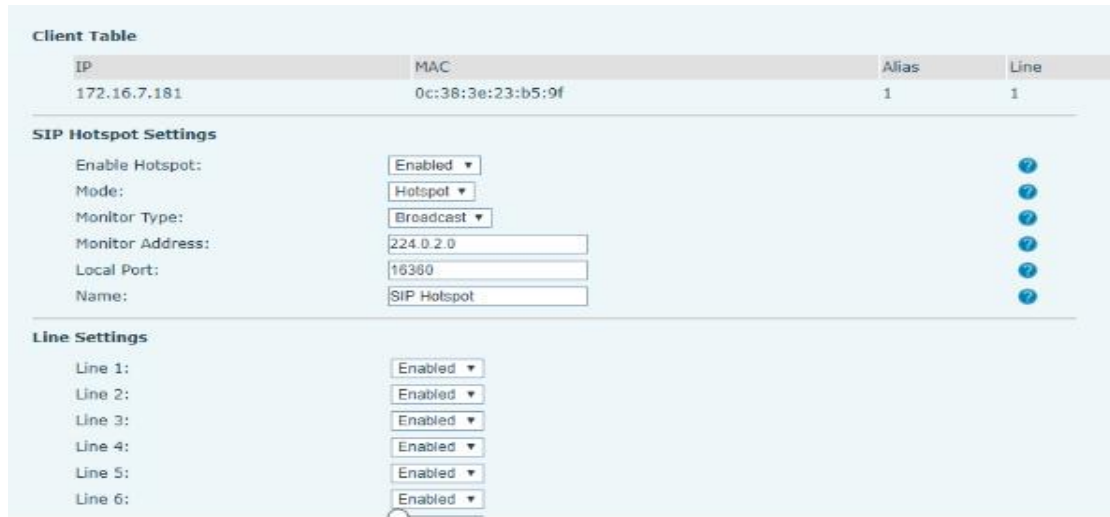 Client Table
IP MAC Alias Line
172.16.7.181 0c:38:3e:23:b5:9f 1 1
SIP Hotspot Settings
Enable Hotspot: Enabled
Mode: Hotspot
Monitor Type: Broadcast
Monitor Address: 224.0.2.0
Local Port: 16360
Name: SIP Hotspot
Line Settings
Line 1: Enabled
Line 2: Enabled
Line 3: Enabled
Line 4: Enabled
Line 5: Enabled
Line 6: Enabled